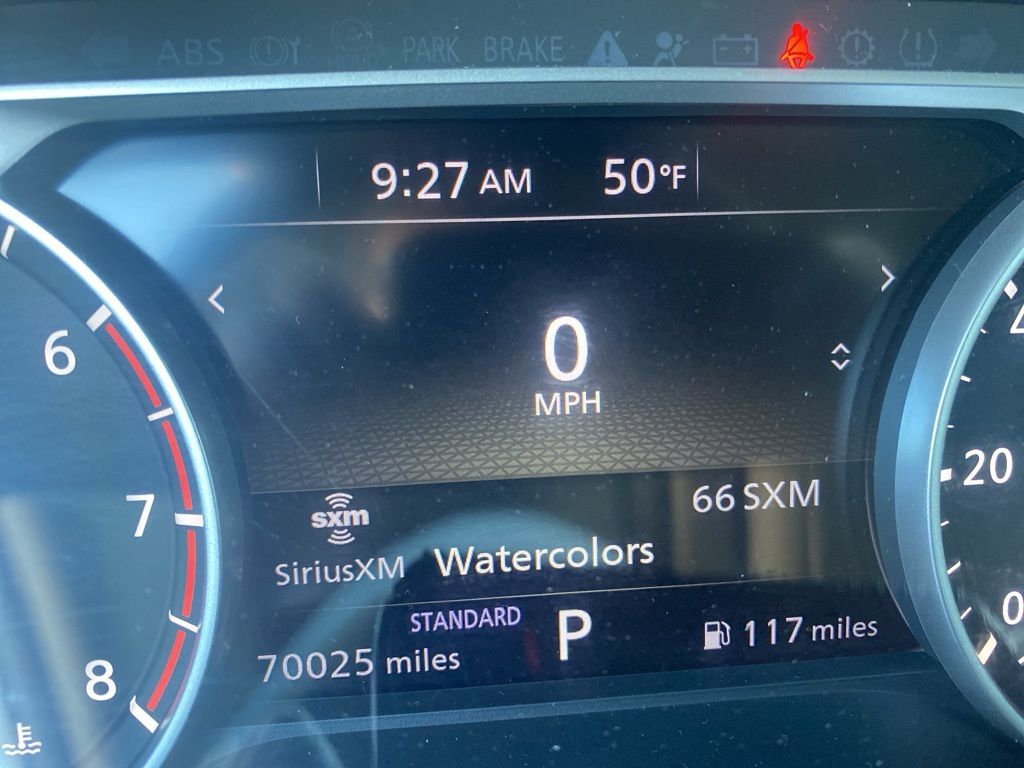 ABS PARK BRAKE
9:27 AM 50°F
0
MPH
6
7
8
20
0
66 SXM
sxm
SiriusXM Watercolors
STANDARD P
70025 miles 117 miles